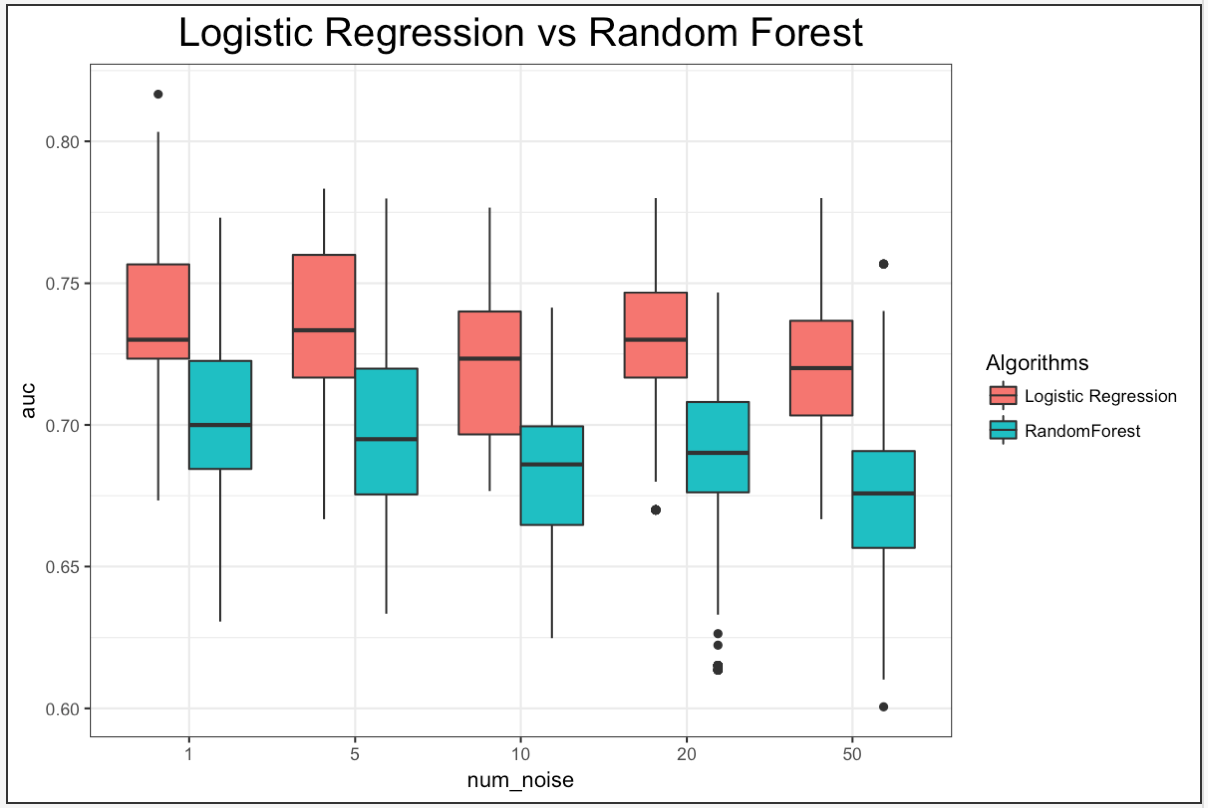 Logistic Regression vs Random Forest
0.80
0.75
0.70
0.65
0.60
auc
1 5 10 20 50
num_noise
Algorithms
Logistic Regression
RandomForest